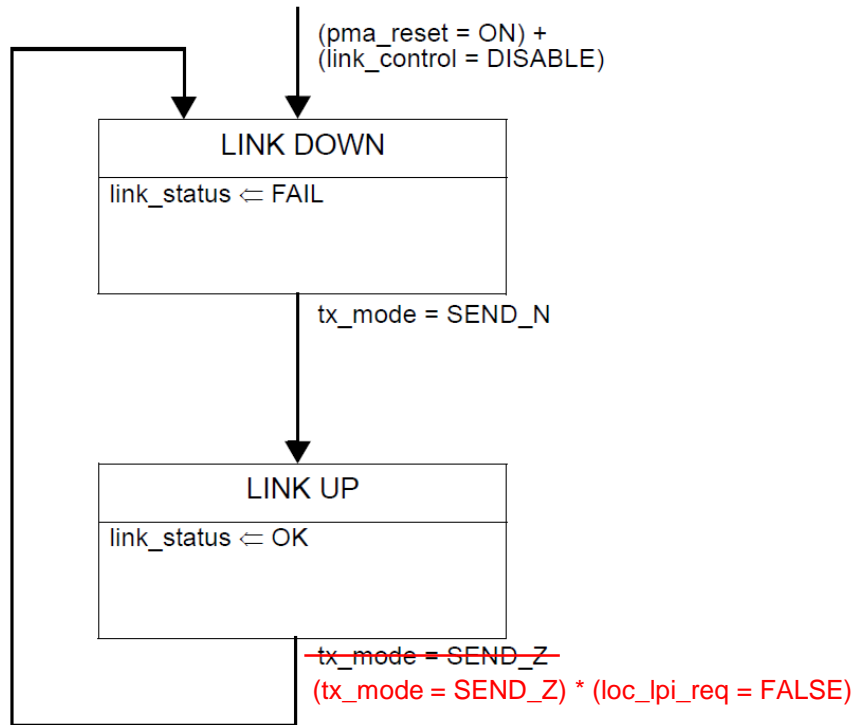 (pma_reset = ON) +
(link_control = DISABLE)
LINK DOWN
link_status ⇐ FAIL
tx_mode = SEND_N
LINK UP
link_status ⇐ OK
tx_mode = SEND_Z
(tx_mode = SEND_Z) * (loc_lpi_req = FALSE)